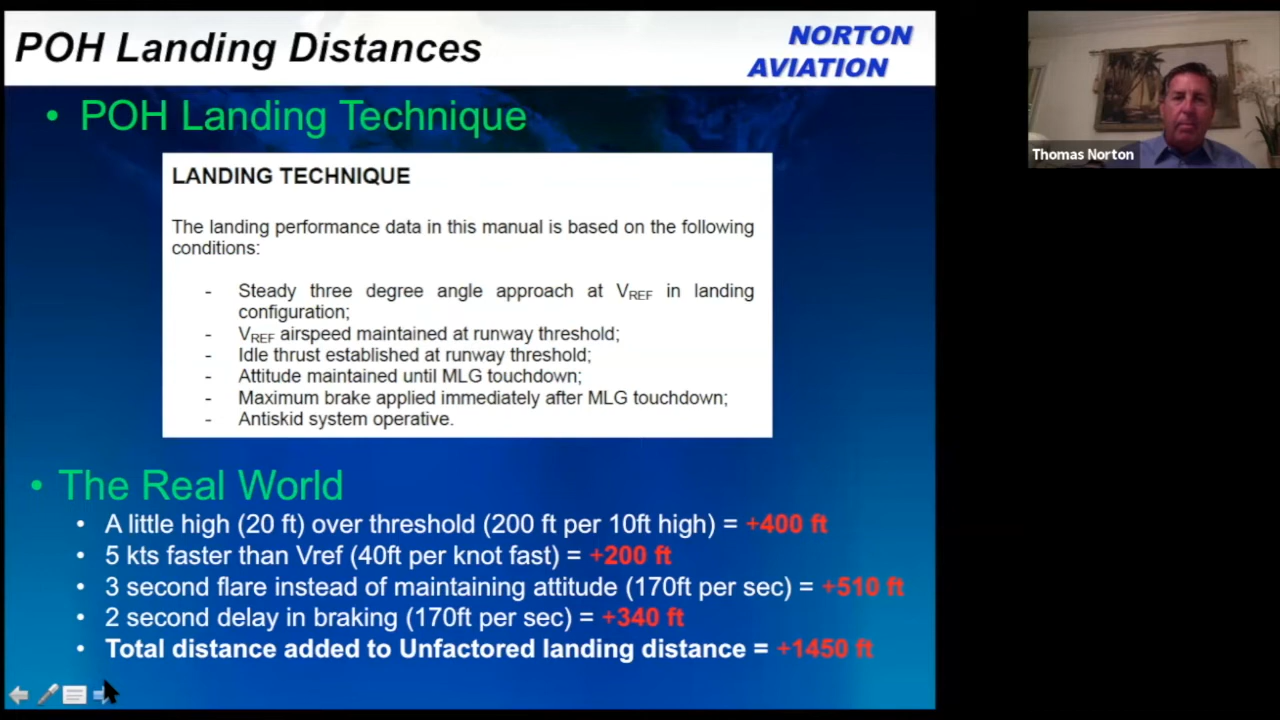 POH Landing Distances
NORTON
AVIATION
• POH Landing Technique
LANDING TECHNIQUE
The landing performance data in this manual is based on the following
conditions:
- Steady three degree angle approach at VREF in landing
configuration;
- VREF airspeed maintained at runway threshold;
- Idle thrust established at runway threshold;
- Attitude maintained until MLG touchdown;
- Maximum brake applied immediately after MLG touchdown;
- Antiskid system operative.
• The Real World
• A little high (20 ft) over threshold (200 ft per 10ft high) = +400 ft
• 5 kts faster than Vref (40ft per knot fast) = +200 ft
• 3 second flare instead of maintaining attitude (170ft per sec) = +510 ft
• 2 second delay in braking (170ft per sec) = +340 ft
• Total distance added to Unfactored landing distance = +1450 ft
Thomas Norton